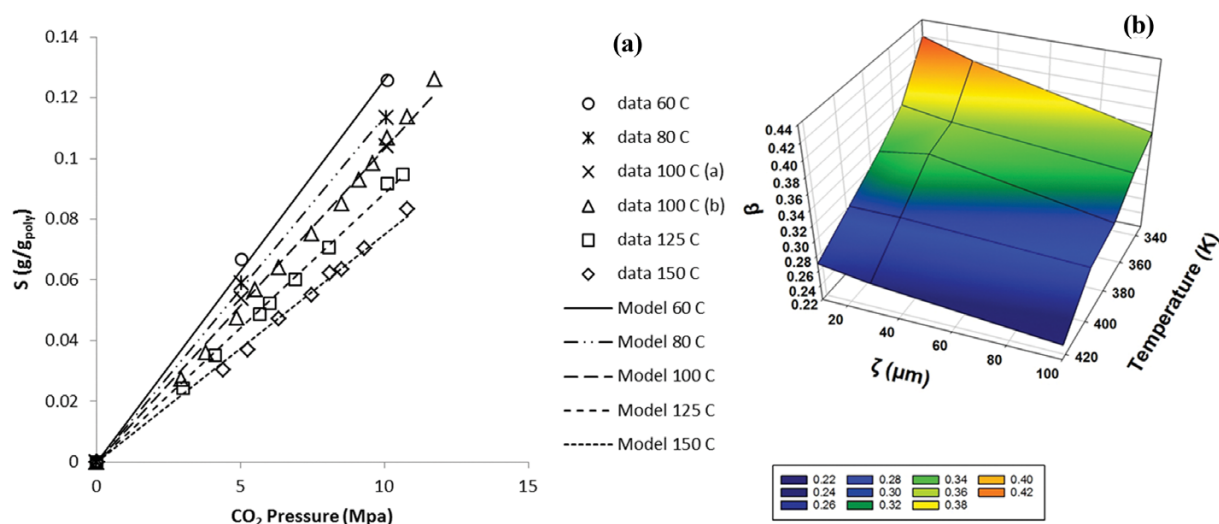 (a)
0.14
0.12
0.1
0.08
0.06
0.04
0.02
0
S (g/g_poly)
0
5
10
15
CO₂ Pressure (Mpa)
data 60 C
data 80 C
data 100 C (a)
data 100 C (b)
data 125 C
data 150 C
Model 60 C
Model 80 C
Model 100 C
Model 125 C
Model 150 C
(b)
0.44
0.42
0.40
0.38
0.36
0.34
0.32
0.30
0.28
0.26
0.24
0.22
β
20
40
60
80
100
ζ (μm)
340
360
380
400
420
Temperature (K)
0.22 0.28 0.34 0.40
0.24 0.30 0.36 0.42
0.26 0.32 0.38